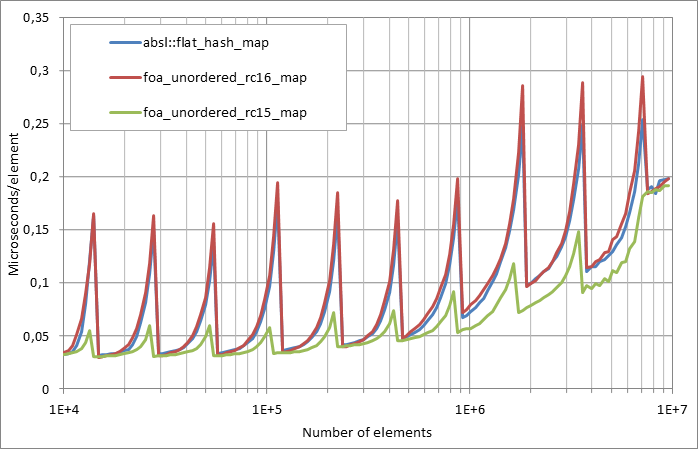 0,35
0,3
0,25
0,2
0,15
0,1
0,05
0
Microseconds/element
absl::flat_hash_map
foa_unordered_rc16_map
foa_unordered_rc15_map
1E+4 1E+5 1E+6 1E+7
Number of elements